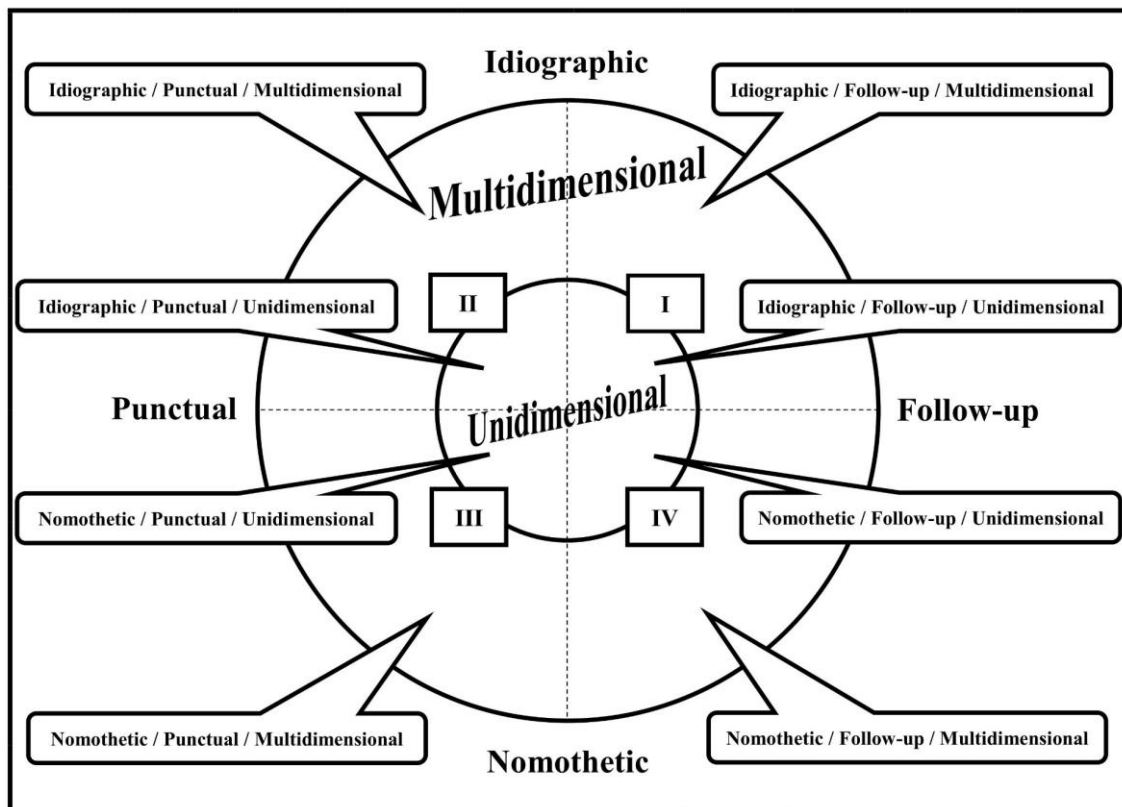 Idiographic
Idiographic / Punctual / Multidimensional
Idiographic / Follow-up / Multidimensional
Multidimensional
II
I
Idiographic / Punctual / Unidimensional
Idiographic / Follow-up / Unidimensional
Punctual
Unidimensional
Follow-up
Nomothetic / Punctual / Unidimensional
III
IV
Nomothetic / Follow-up / Unidimensional
Nomothetic / Punctual / Multidimensional
Nomothetic / Follow-up / Multidimensional
Nomothetic